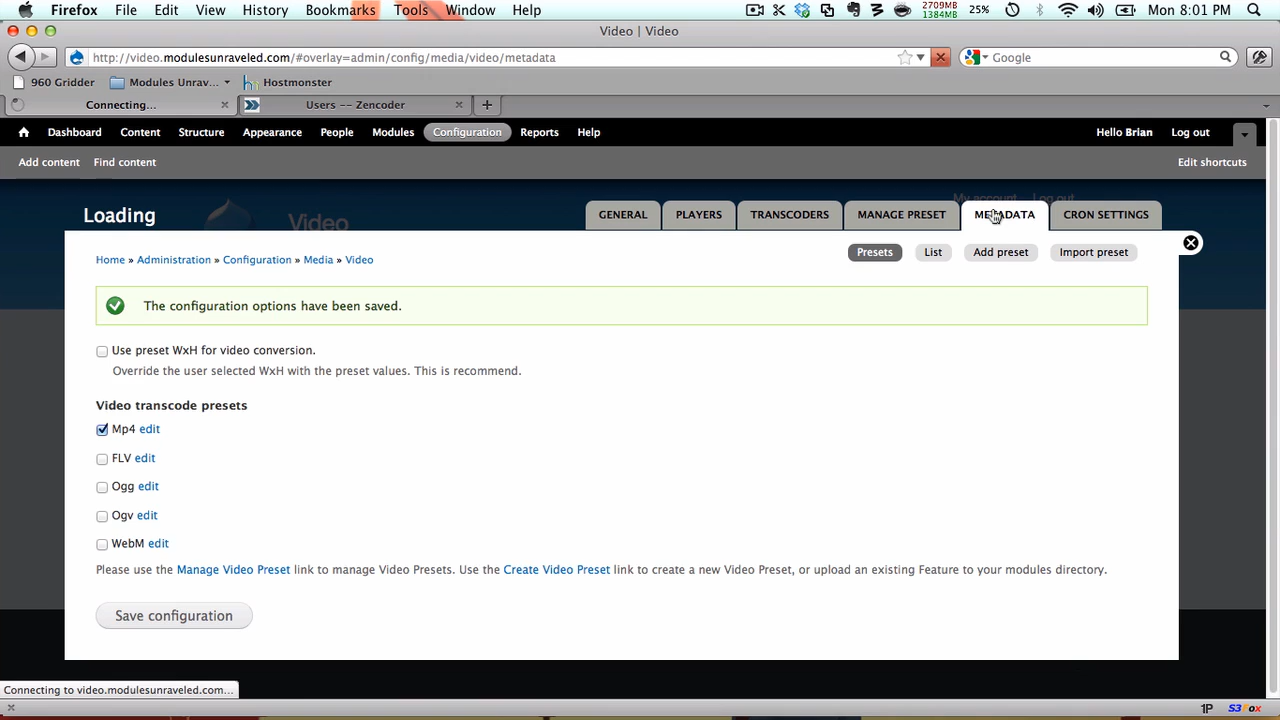 Firefox File Edit View History Bookmarks Tools Window Help 2709MB 1384MB 25% Mon 8:01 PM
Video | Video
http://video.modulesunraveled.com/#overlay=admin/config/media/video/metadata Google
960 Gridder Modules Unrav... Hostmonster
Connecting... Users -- Zencoder
Dashboard Content Structure Appearance People Modules Configuration Reports Help Hello Brian Log out
Add content Find content Edit shortcuts
My account Log out
Loading Video GENERAL PLAYERS TRANSCODERS MANAGE PRESET METADATA CRON SETTINGS
Presets List Add preset Import preset
Home » Administration » Configuration » Media » Video
The configuration options have been saved.
Use preset WxH for video conversion.
Override the user selected WxH with the preset values. This is recommend.
Video transcode presets
Mp4 edit
FLV edit
Ogg edit
Ogv edit
WebM edit
Please use the Manage Video Preset link to manage Video Presets. Use the Create Video Preset link to create a new Video Preset, or upload an existing Feature to your modules directory.
Save configuration
Connecting to video.modulesunraveled.com...
1P S3Fox